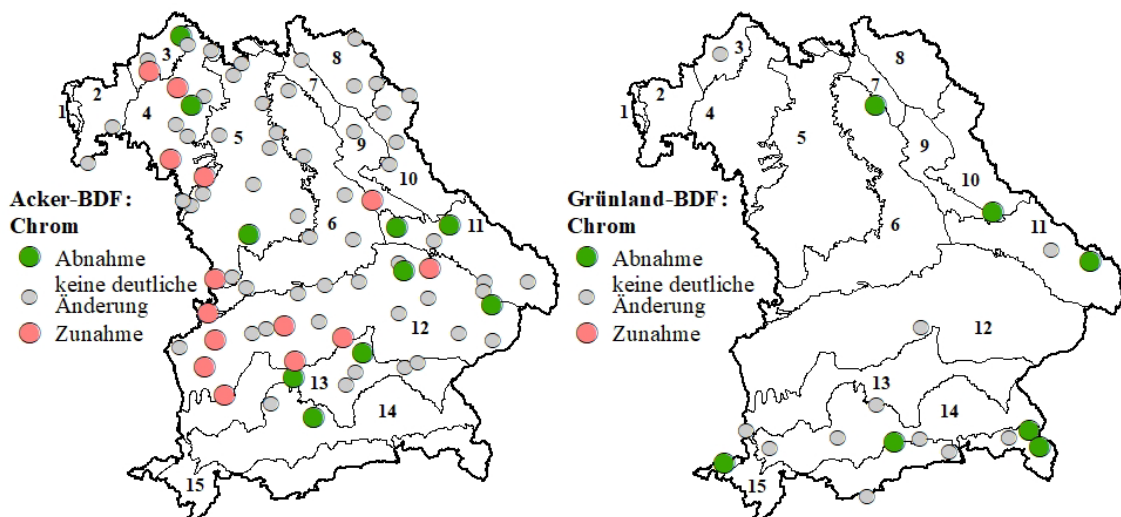 3
8
2
7
1
4
5
9
10
Acker-BDF:
Chrom
6
11
Abnahme
keine deutliche
Änderung
Zunahme
12
13
14
15
3
8
2
7
1
4
5
9
10
Grünland-BDF:
Chrom
6
11
Abnahme
keine deutliche
Änderung
Zunahme
12
13
14
15